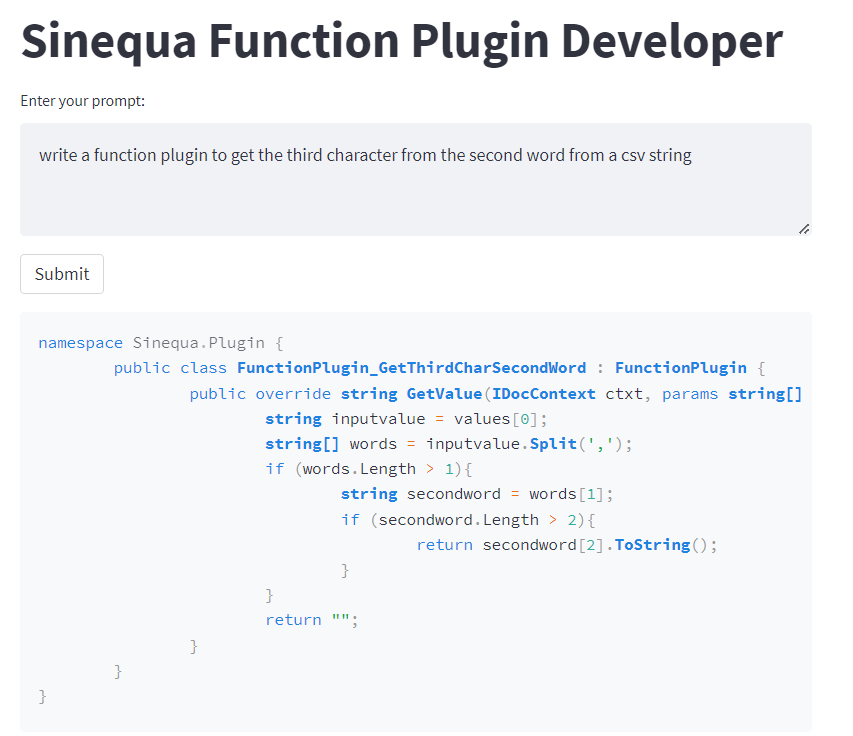 Sinequa Function Plugin Developer
Enter your prompt:
write a function plugin to get the third character from the second word from a csv string
Submit
namespace Sinequa.Plugin {
public class FunctionPlugin_GetThirdCharSecondWord : FunctionPlugin {
public override string GetValue(IDocContext ctxt, params string[]
string inputvalue = values[0];
string[] words = inputvalue.Split(',');
if (words.Length > 1){
string secondword = words[1];
if (secondword.Length > 2){
return secondword[2].ToString();
}
}
return "";
}
}
}